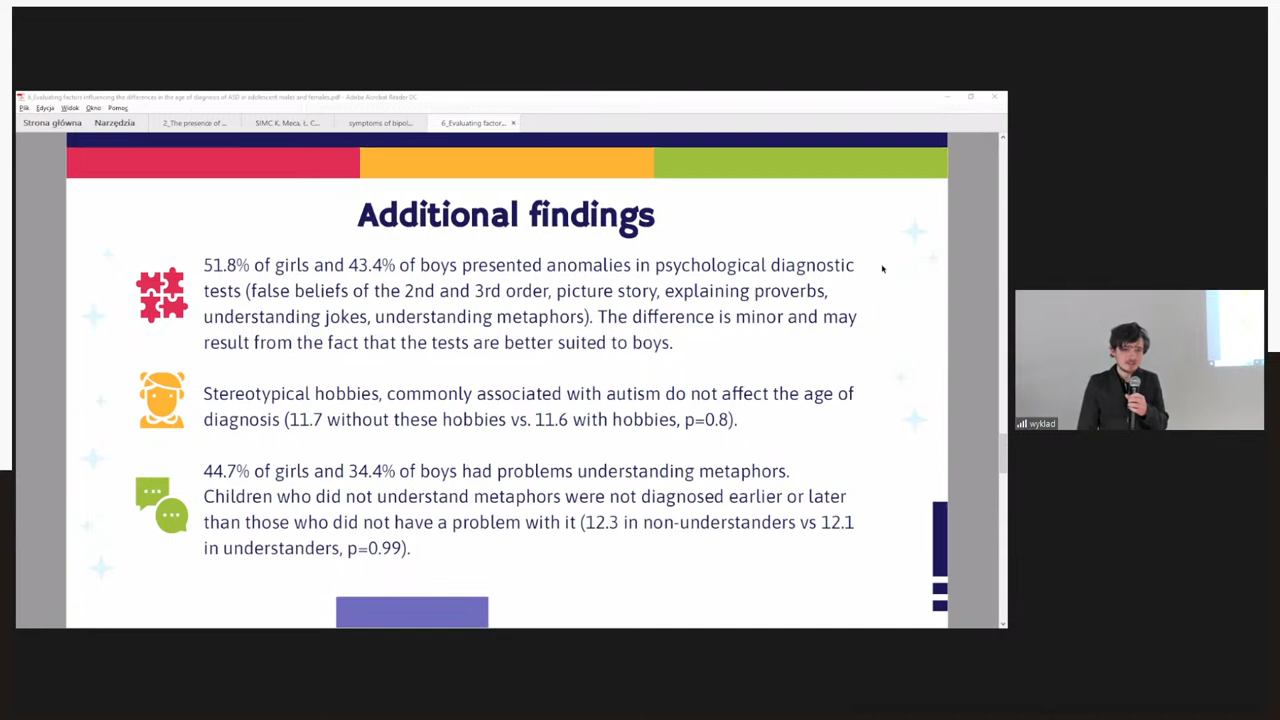 6_Evaluating factors influencing the differences in the age of diagnosis of ASD in adolescent males and females.pdf - Adobe Acrobat Reader DC
Plik Edycja Widok Okno Pomoc
Strona główna Narzędzia 2_The presence of ... SIMC K. Meca, Ł. C... symptoms of bipol... 6_Evaluating factor... ×
Additional findings
51.8% of girls and 43.4% of boys presented anomalies in psychological diagnostic
tests (false beliefs of the 2nd and 3rd order, picture story, explaining proverbs,
understanding jokes, understanding metaphors). The difference is minor and may
result from the fact that the tests are better suited to boys.
Stereotypical hobbies, commonly associated with autism do not affect the age of
diagnosis (11.7 without these hobbies vs. 11.6 with hobbies, p=0.8).
44.7% of girls and 34.4% of boys had problems understanding metaphors.
Children who did not understand metaphors were not diagnosed earlier or later
than those who did not have a problem with it (12.3 in non-understanders vs 12.1
in understanders, p=0.99).
wyklad